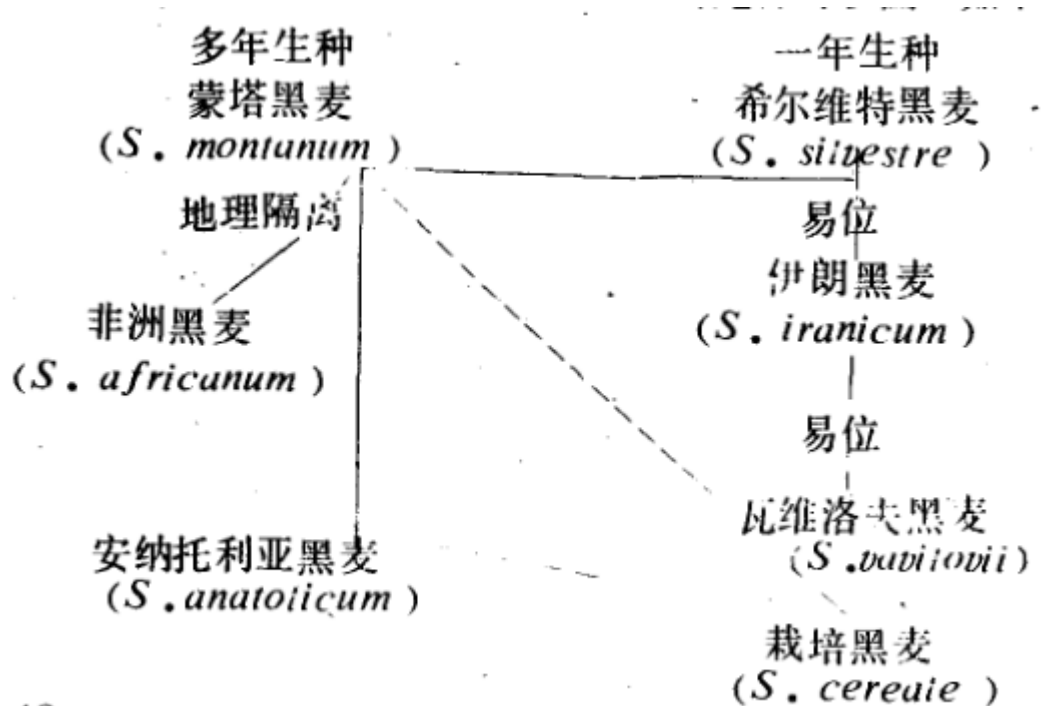 多年生种
蒙塔黑麦
(S. montanum)
地理隔离
非洲黑麦
(S. africanum)
安纳托利亚黑麦
(S. anatolicum)
一年生种
希尔维特黑麦
(S. silvestre)
易位
伊朗黑麦
(S. iranicum)
易位
瓦维洛夫黑麦
(S. vavilovii)
栽培黑麦
(S. cereale)